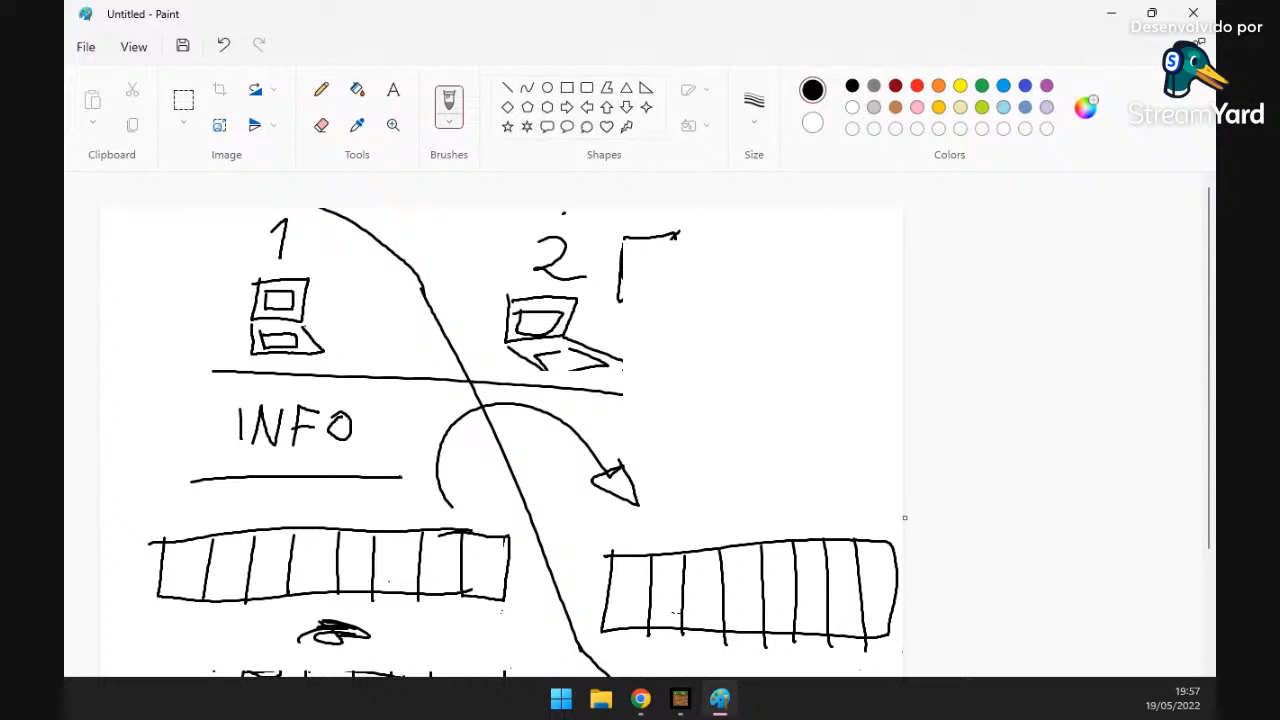 Untitled - Paint
Desenvolvido por
StreamYard
File View
Clipboard Image Tools Brushes Shapes Size Colors
1
2
INFO
19:57
19/05/2022